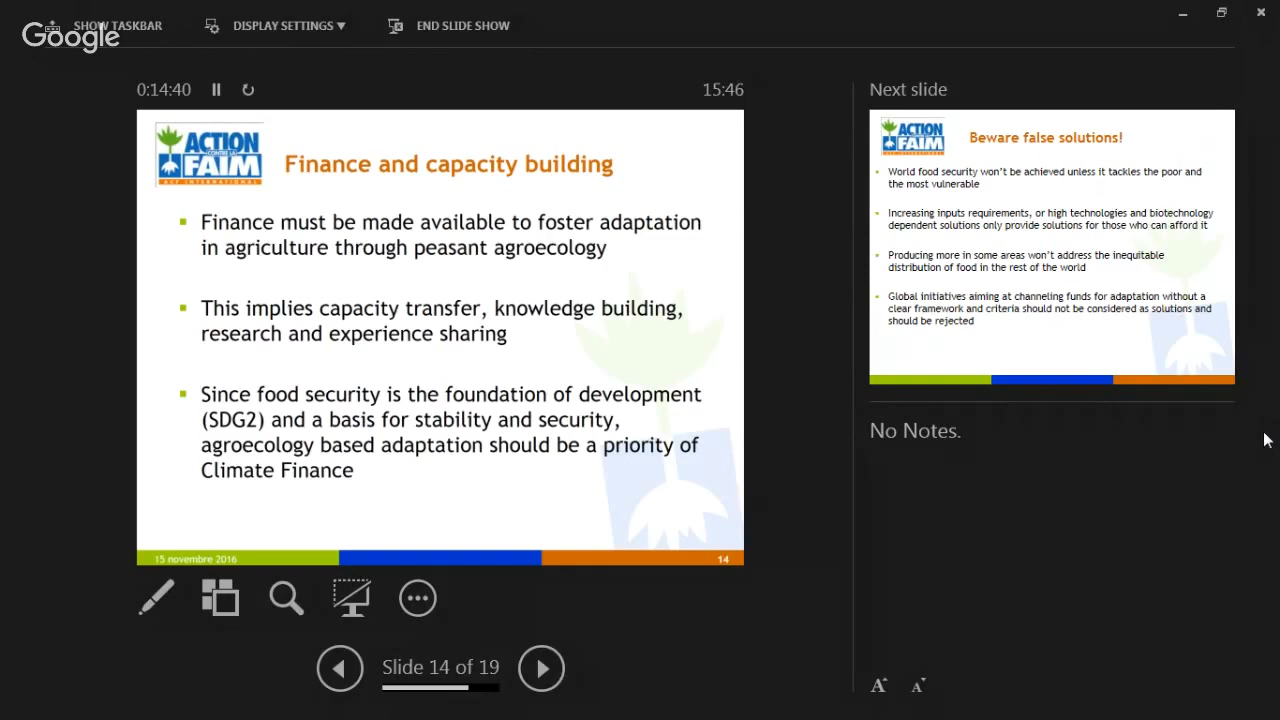 Google
SHOW TASKBAR
DISPLAY SETTINGS ▼
END SLIDE SHOW
0:14:40
15:46
ACTION
CONTRE LA
FAIM
ACF INTERNATIONAL
Finance and capacity building
Finance must be made available to foster adaptation
in agriculture through peasant agroecology
This implies capacity transfer, knowledge building,
research and experience sharing
Since food security is the foundation of development
(SDG2) and a basis for stability and security,
agroecology based adaptation should be a priority of
Climate Finance
15 novembre 2016
14
Slide 14 of 19
Next slide
ACTION
FAIM
Beware false solutions!
World food security won't be achieved unless it tackles the poor and
the most vulnerable
Increasing inputs requirements, or high technologies and biotechnology
dependent solutions only provide solutions for those who can afford it
Producing more in some areas won't address the inequitable
distribution of food in the rest of the world
Global initiatives aiming at channeling funds for adaptation without a
clear framework and criteria should not be considered as solutions and
should be rejected
No Notes.
A A